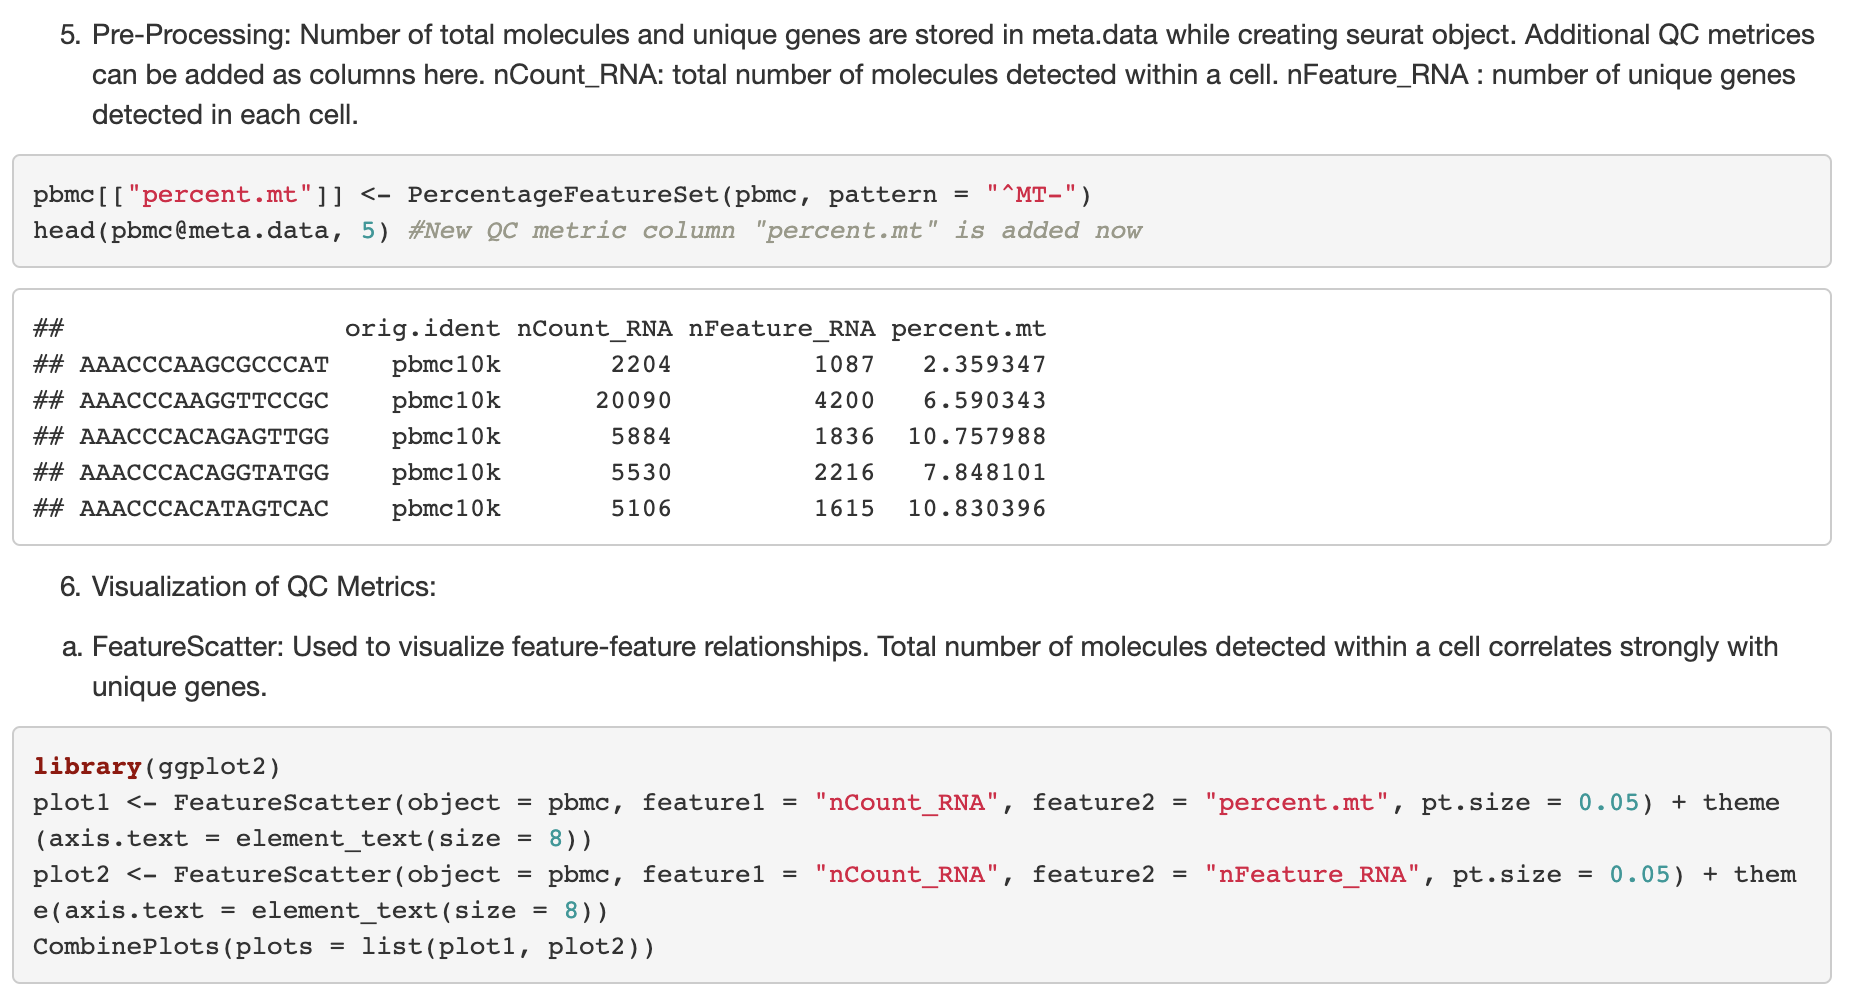 5. Pre-Processing: Number of total molecules and unique genes are stored in meta.data while creating seurat object. Additional QC metrices
can be added as columns here. nCount_RNA: total number of molecules detected within a cell. nFeature_RNA : number of unique genes
detected in each cell.
pbmc[["percent.mt"]] <- PercentageFeatureSet(pbmc, pattern = "^MT-")
head(pbmc@meta.data, 5) #New QC metric column "percent.mt" is added now
##                  orig.ident nCount_RNA nFeature_RNA percent.mt
## AAACCCAAGCGCCCAT    pbmc10k       2204         1087   2.359347
## AAACCCAAGGTTCCGC    pbmc10k      20090         4200   6.590343
## AAACCCACAGAGTTGG    pbmc10k       5884         1836  10.757988
## AAACCCACAGGTATGG    pbmc10k       5530         2216   7.848101
## AAACCCACATAGTCAC    pbmc10k       5106         1615  10.830396
6. Visualization of QC Metrics:
a. FeatureScatter: Used to visualize feature-feature relationships. Total number of molecules detected within a cell correlates strongly with
unique genes.
library(ggplot2)
plot1 <- FeatureScatter(object = pbmc, feature1 = "nCount_RNA", feature2 = "percent.mt", pt.size = 0.05) + theme
(axis.text = element_text(size = 8))
plot2 <- FeatureScatter(object = pbmc, feature1 = "nCount_RNA", feature2 = "nFeature_RNA", pt.size = 0.05) + them
e(axis.text = element_text(size = 8))
CombinePlots(plots = list(plot1, plot2))